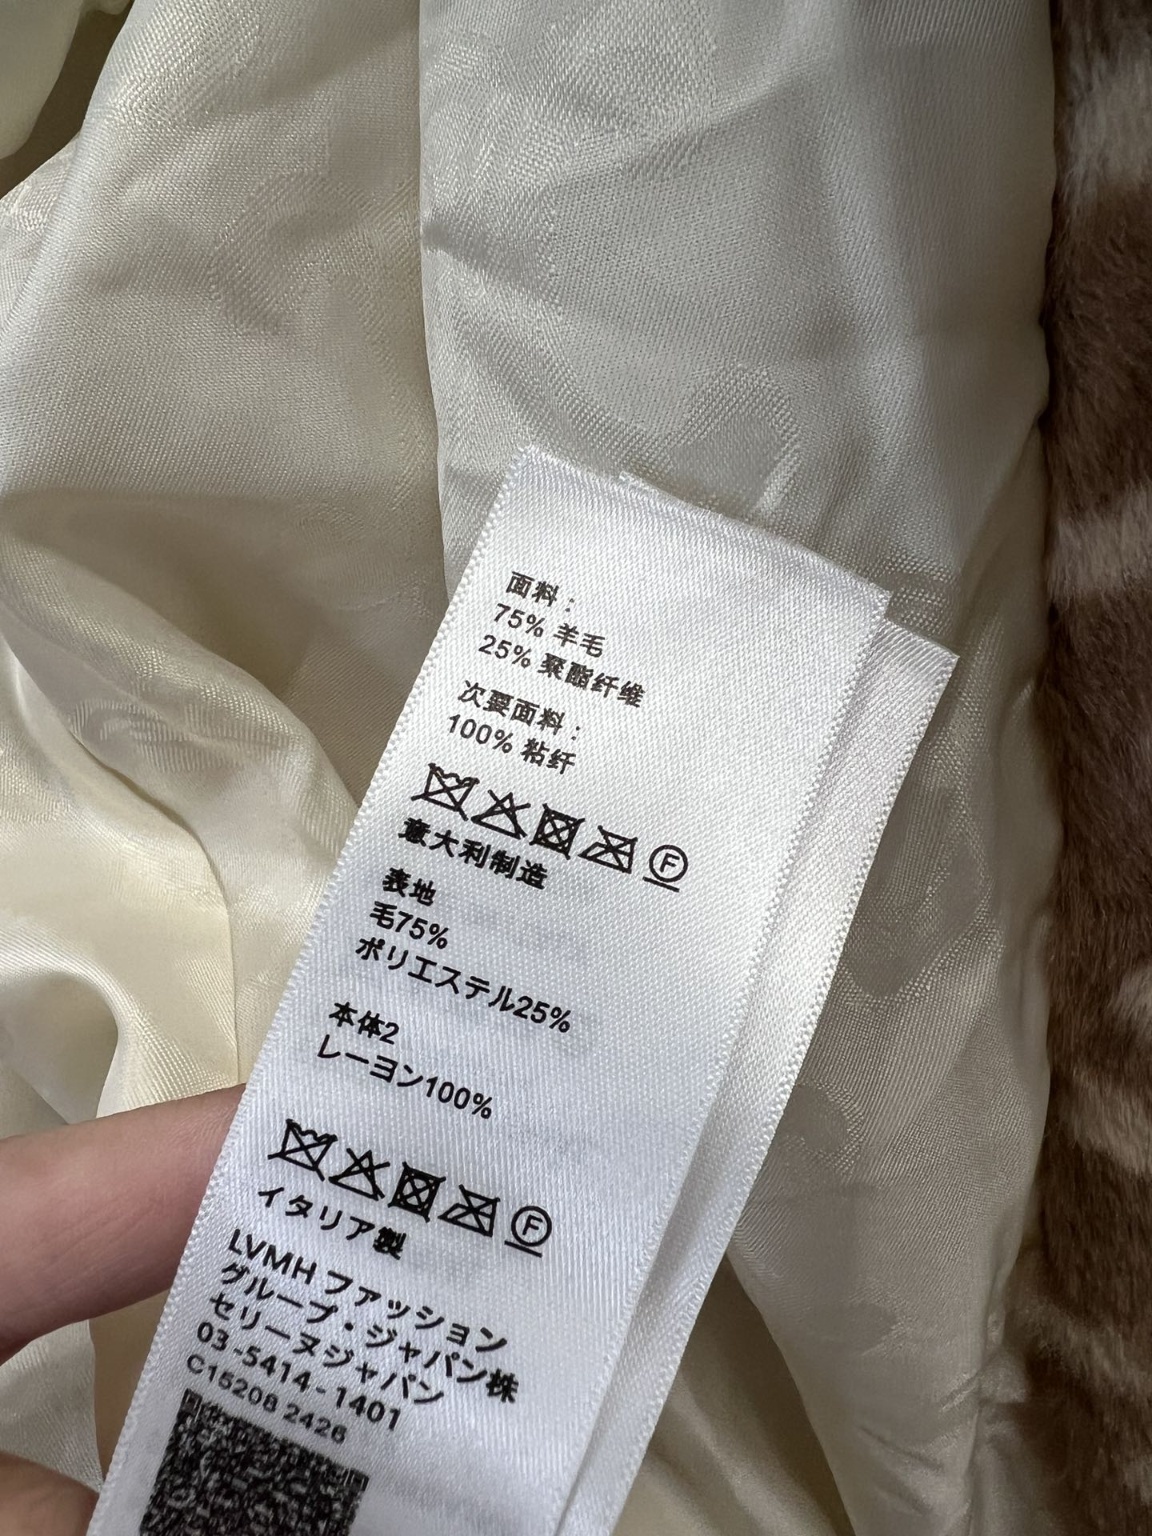 面料：
75% 羊毛
25% 聚酯纤维
次要面料：
100% 粘纤
F
意大利制造
表地
毛75%
ポリエステル25%
本体2
レーヨン100%
F
イタリア製
LVMH ファッション
グループ・ジャパン株
セリーヌジャパン
03-5414-1401
C15208 2426